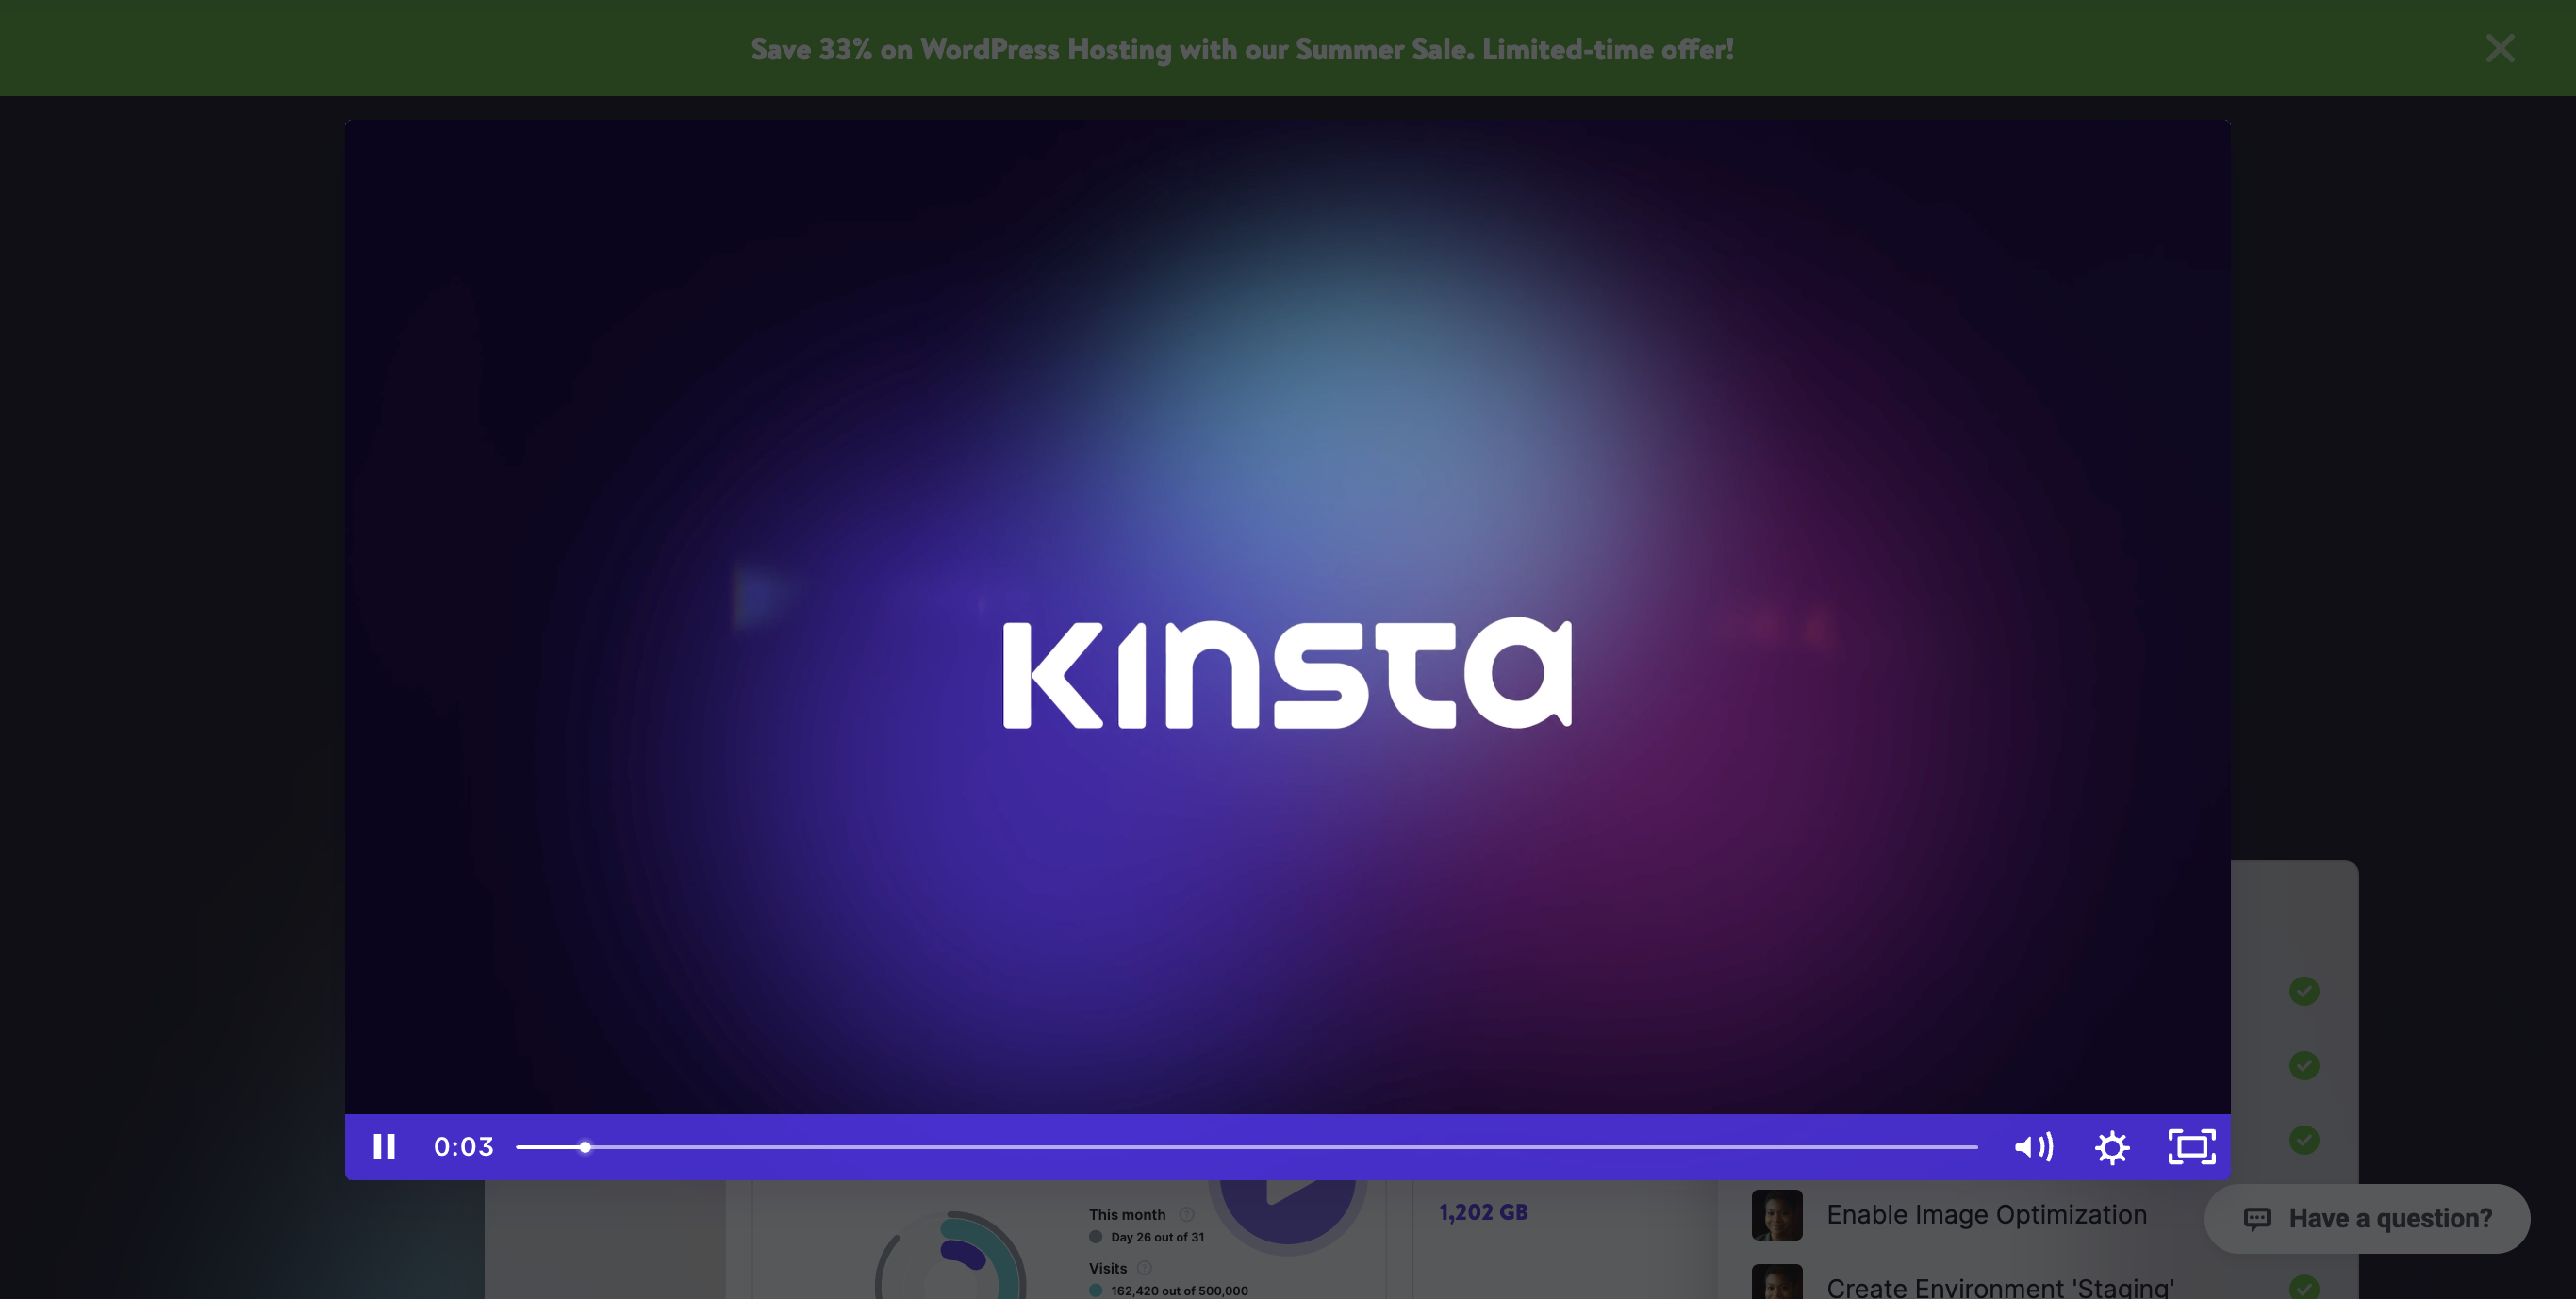 Save 33% on WordPress Hosting with our Summer Sale. Limited-time offer!
Kinsta
0:03
This month
Day 26 out of 31
Visits
162,420 out of 500,000
1,202 GB
Enable Image Optimization
Create Environment 'Staging'
Have a question?